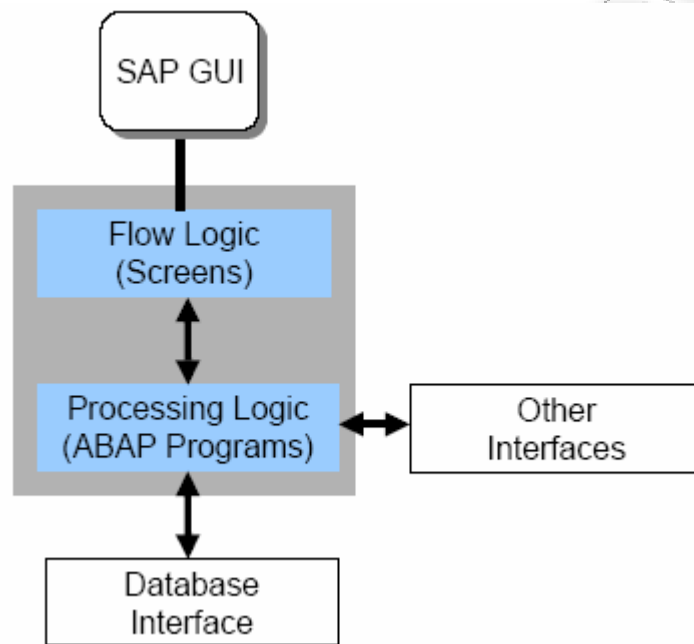 SAP GUI
Flow Logic
(Screens)
Processing Logic
(ABAP Programs)
Other
Interfaces
Database
Interface